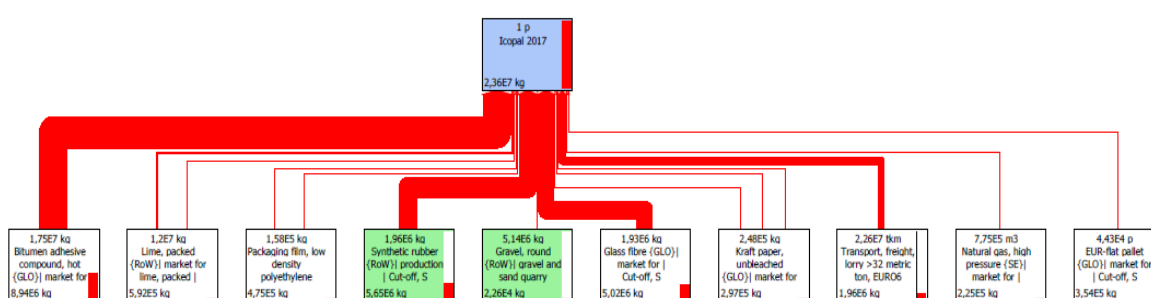 1 p
Icopal 2017
2,36E7 kg
1,75E7 kg
Bitumen adhesive
compound, hot
{GLO}| market for
8,94E6 kg
1,2E7 kg
Lime, packed
{RoW}| market for
lime, packed |
5,92E5 kg
1,58E5 kg
Packaging film, low
density
polyethylene
4,75E5 kg
1,96E6 kg
Synthetic rubber
{RoW}| production
| Cut-off, S
5,65E6 kg
5,14E6 kg
Gravel, round
{RoW}| gravel and
sand quarry
2,26E4 kg
1,93E6 kg
Glass fibre {GLO}|
market for |
Cut-off, S
5,02E6 kg
2,48E5 kg
Kraft paper,
unbleached
{GLO}| market for
2,97E5 kg
2,26E7 tkm
Transport, freight,
lorry >32 metric
ton, EURO6
1,96E6 kg
7,75E5 m3
Natural gas, high
pressure {SE}|
market for |
2,25E5 kg
4,43E4 p
EUR-flat pallet
{GLO}| market for
| Cut-off, S
3,54E5 kg